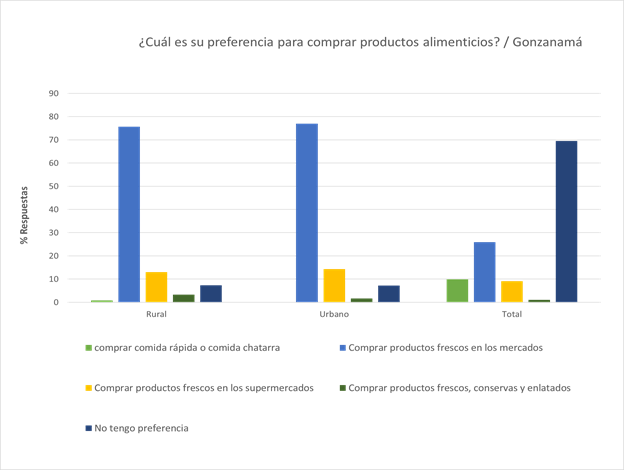 ¿Cuál es su preferencia para comprar productos alimenticios? / Gonzanamá
% Respuestas
90
80
70
60
50
40
30
20
10
0
Rural
Urbano
Total
comprar comida rápida o comida chatarra
Comprar productos frescos en los mercados
Comprar productos frescos en los supermercados
Comprar productos frescos, conservas y enlatados
No tengo preferencia